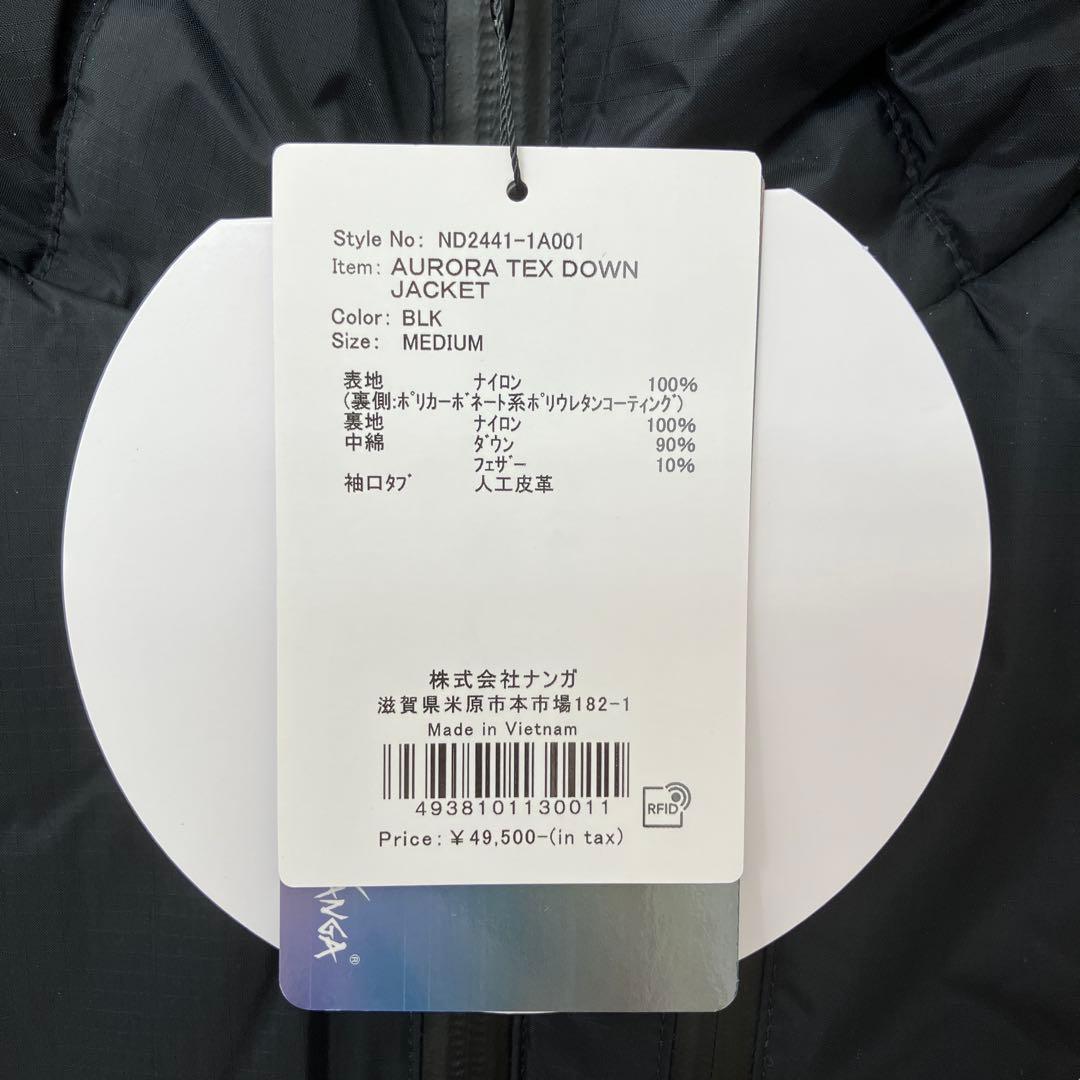 Style No: ND2441-1A001
Item: AURORA TEX DOWN
JACKET
Color: BLK
Size: MEDIUM
表地 ナイロン 100%
(裏側:ポリカーボネート系ポリウレタンコーティング)
裏地 ナイロン 100%
中綿 ダウン 90%
フェザー 10%
袖口タブ 人工皮革
株式会社ナンガ
滋賀県米原市本市場182-1
Made in Vietnam
4938101130011
RFID
Price: ¥49,500-(in tax)
ANGA®